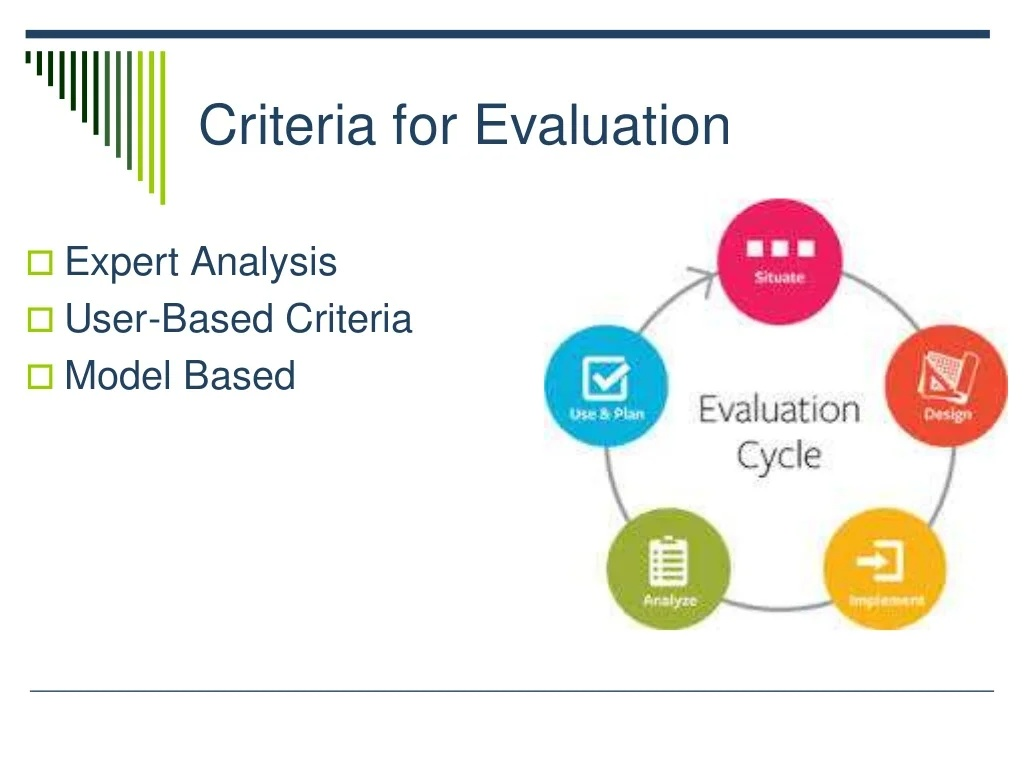 Criteria for Evaluation
Expert Analysis
User-Based Criteria
Model Based
Situate
Design
Implement
Analyze
Use & Plan
Evaluation
Cycle